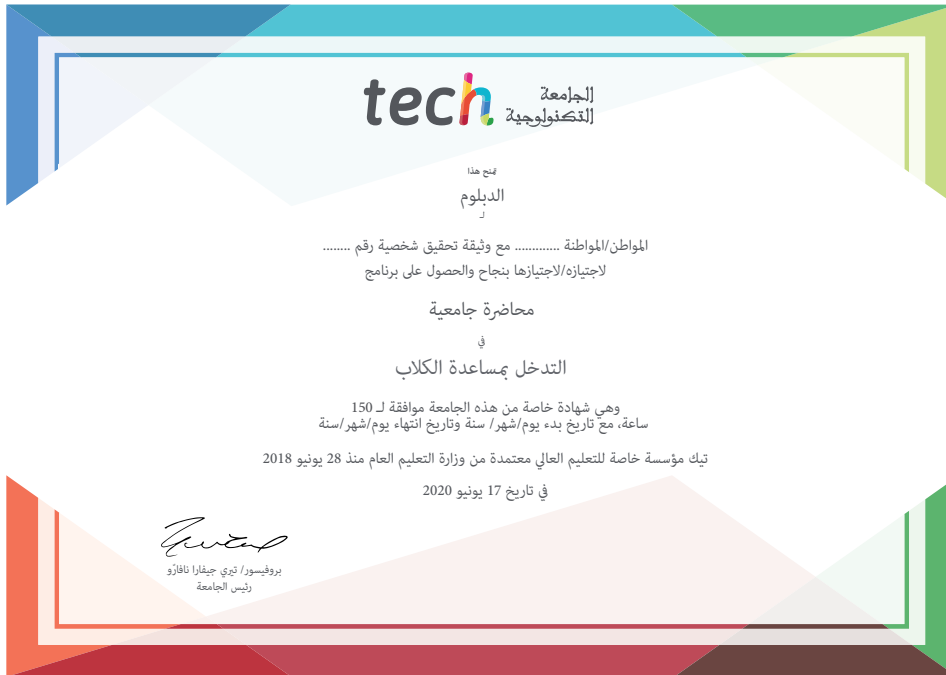 tech الجامعة
التكنولوجية
يمنح هذا
الدبلوم
لـ
المواطن/المواطنة ............ مع وثيقة تحقيق شخصية رقم ........
لاجتيازه/لاجتيازها بنجاح والحصول على برنامج
محاضرة جامعية
في
التدخل بمساعدة الكلاب
وهي شهادة خاصة من هذه الجامعة موافقة لـ 150
ساعة، مع تاريخ بدء يوم/شهر/ سنة وتاريخ انتهاء يوم/شهر/سنة
تيك مؤسسة خاصة للتعليم العالي معتمدة من وزارة التعليم العام منذ 28 يونيو 2018
في تاريخ 17 يونيو 2020
بروفيسور/ تيري جيفارا نافارّو
رئيس الجامعة